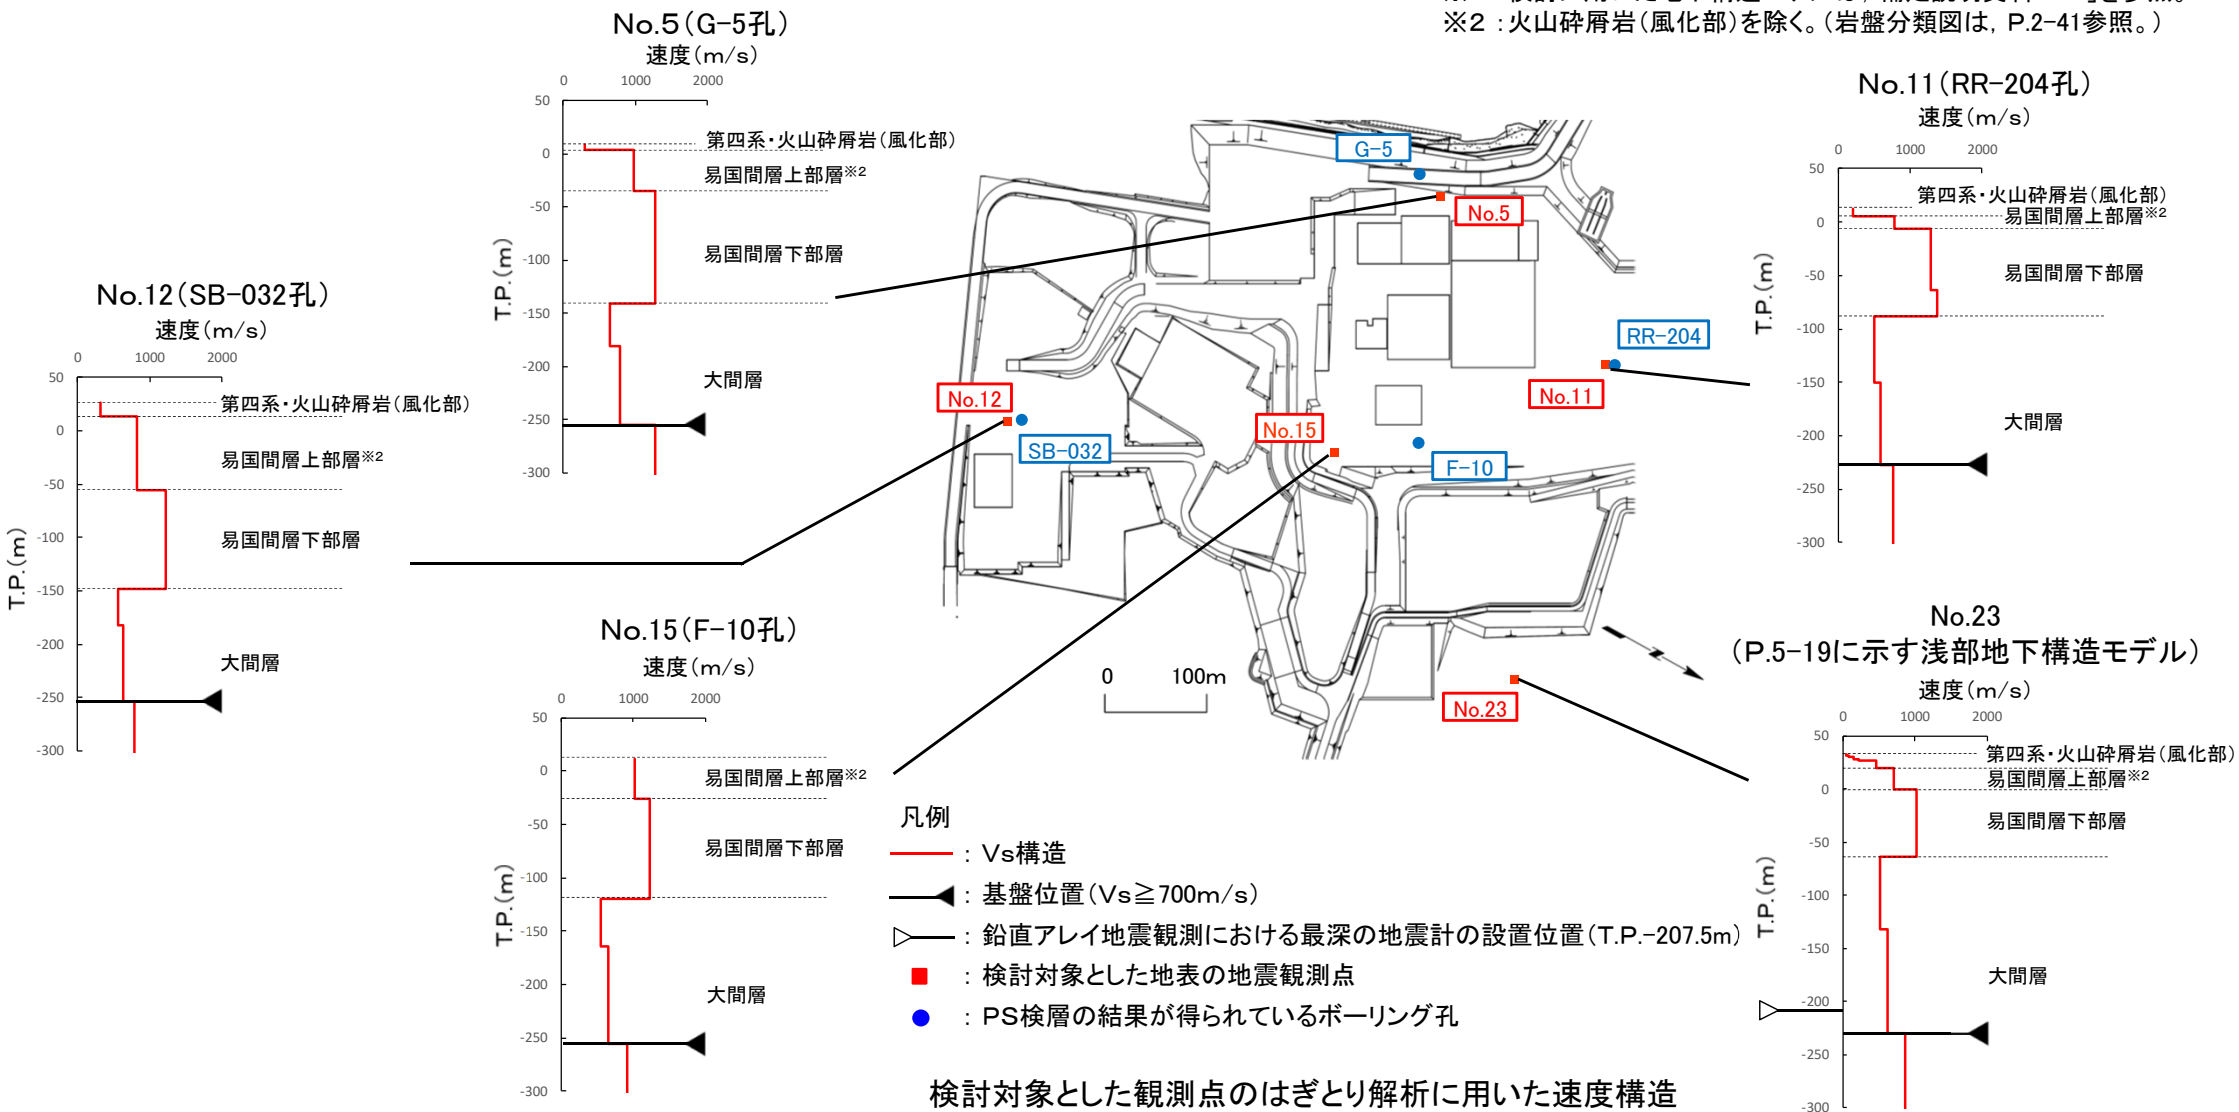 ※2 ：火山砕屑岩（風化部）を除く。（岩盤分類図は，P.2-41参照。）
No.5（G-5孔）
速度（m/s）
0 1000 2000
50
0
-50
-100
-150
-200
-250
-300
T.P.（m）
第四系・火山砕屑岩（風化部）
易国間層上部層※2
易国間層下部層
大間層
No.11（RR-204孔）
速度（m/s）
0 1000 2000
50
0
-50
-100
-150
-200
-250
-300
T.P.（m）
第四系・火山砕屑岩（風化部）
易国間層上部層※2
易国間層下部層
大間層
No.12（SB-032孔）
速度（m/s）
0 1000 2000
50
0
-50
-100
-150
-200
-250
-300
T.P.（m）
第四系・火山砕屑岩（風化部）
易国間層上部層※2
易国間層下部層
大間層
G-5
No.5
RR-204
No.11
No.12
SB-032
No.15
F-10
No.23
0 100m
N
No.15（F-10孔）
速度（m/s）
0 1000 2000
50
0
-50
-100
-150
-200
-250
-300
T.P.（m）
易国間層上部層※2
易国間層下部層
大間層
No.23
（P.5-19に示す浅部地下構造モデル）
速度（m/s）
0 1000 2000
50
0
-50
-100
-150
-200
-250
-300
T.P.（m）
第四系・火山砕屑岩（風化部）
易国間層上部層※2
易国間層下部層
大間層
凡例
：Vs構造
：基盤位置（Vs≧700m/s）
：鉛直アレイ地震観測における最深の地震計の設置位置（T.P.-207.5m）
：検討対象とした地表の地震観測点
：PS検層の結果が得られているボーリング孔
検討対象とした観測点のはぎとり解析に用いた速度構造